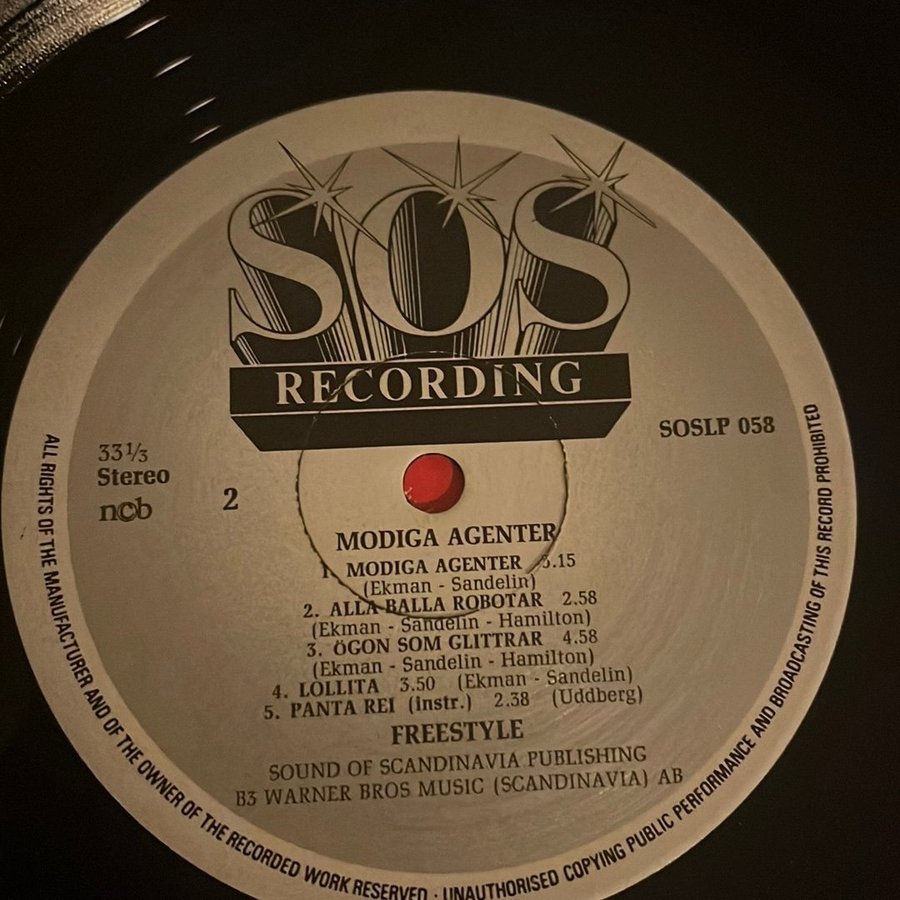 SOS
RECORDING
33 1/3
Stereo
ncb
2
SOSLP 058
MODIGA AGENTER
1. MODIGA AGENTER 3.15
(Ekman - Sandelin)
2. ALLA BALLA ROBOTAR 2.58
(Ekman - Sandelin - Hamilton)
3. ÖGON SOM GLITTRAR 4.58
(Ekman - Sandelin - Hamilton)
4. LOLLITA 3.50 (Ekman - Sandelin)
5. PANTA REI (instr.) 2.38 (Uddberg)
FREESTYLE
SOUND OF SCANDINAVIA PUBLISHING
B3 WARNER BROS MUSIC (SCANDINAVIA) AB
ALL RIGHTS OF THE MANUFACTURER AND OF THE OWNER OF THE RECORDED WORK RESERVED · UNAUTHORISED COPYING PUBLIC PERFORMANCE AND BROADCASTING OF THIS RECORD PROHIBITED